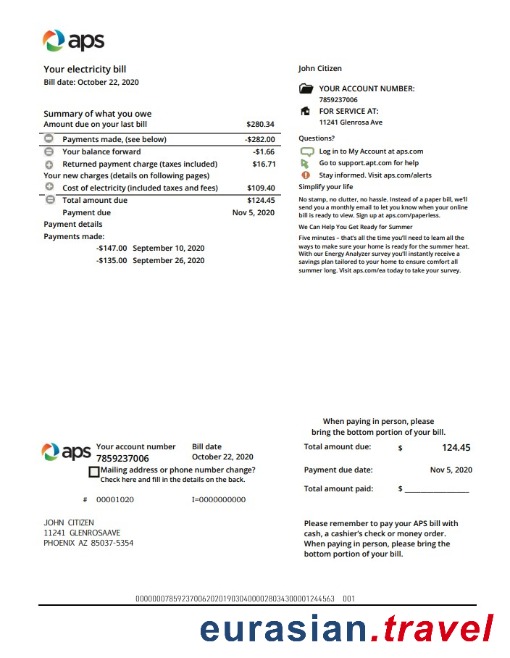 aps
Your electricity bill
Bill date: October 22, 2020
Summary of what you owe
Amount due on your last bill $280.34
Payments made, (see below) -$282.00
Your balance forward -$1.66
Returned payment charge (taxes included) $16.71
Your new charges (details on following pages)
Cost of electricity (included taxes and fees) $109.40
Total amount due $124.45
Payment due Nov 5, 2020
Payment details
Payments made:
-$147.00 September 10, 2020
-$135.00 September 26, 2020
John Citizen
YOUR ACCOUNT NUMBER:
7859237006
FOR SERVICE AT:
11241 Glenrosa Ave
Questions?
Log in to My Account at aps.com
Go to support.apt.com for help
Stay informed. Visit aps.com/alerts
Simplify your life
No stamp, no clutter, no hassle. Instead of a paper bill, we'll
send you a monthly email to let you know when your online
bill is ready to view. Sign up at aps.com/paperless.
We Can Help You Get Ready for Summer
Five minutes - that's all the time you'll need to learn all the
ways to make sure your home is ready for the summer heat.
With our Energy Analyzer survey you'll instantly receive a
savings plan tailored to your home to ensure comfort all
summer long. Visit aps.com/ea today to take your survey.
aps
Your account number Bill date
7859237006 October 22, 2020
Mailing address or phone number change?
Check here and fill in the details on the back.
# 00001020 I=0000000000
JOHN CITIZEN
11241 GLENROSAAVE
PHOENIX AZ 85037-5354
When paying in person, please
bring the bottom portion of your bill.
Total amount due: $ 124.45
Payment due date: Nov 5, 2020
Total amount paid: $
Please remember to pay your APS bill with
cash, a cashier's check or money order.
When paying in person, please bring the
bottom portion of your bill.
eurasian.travel